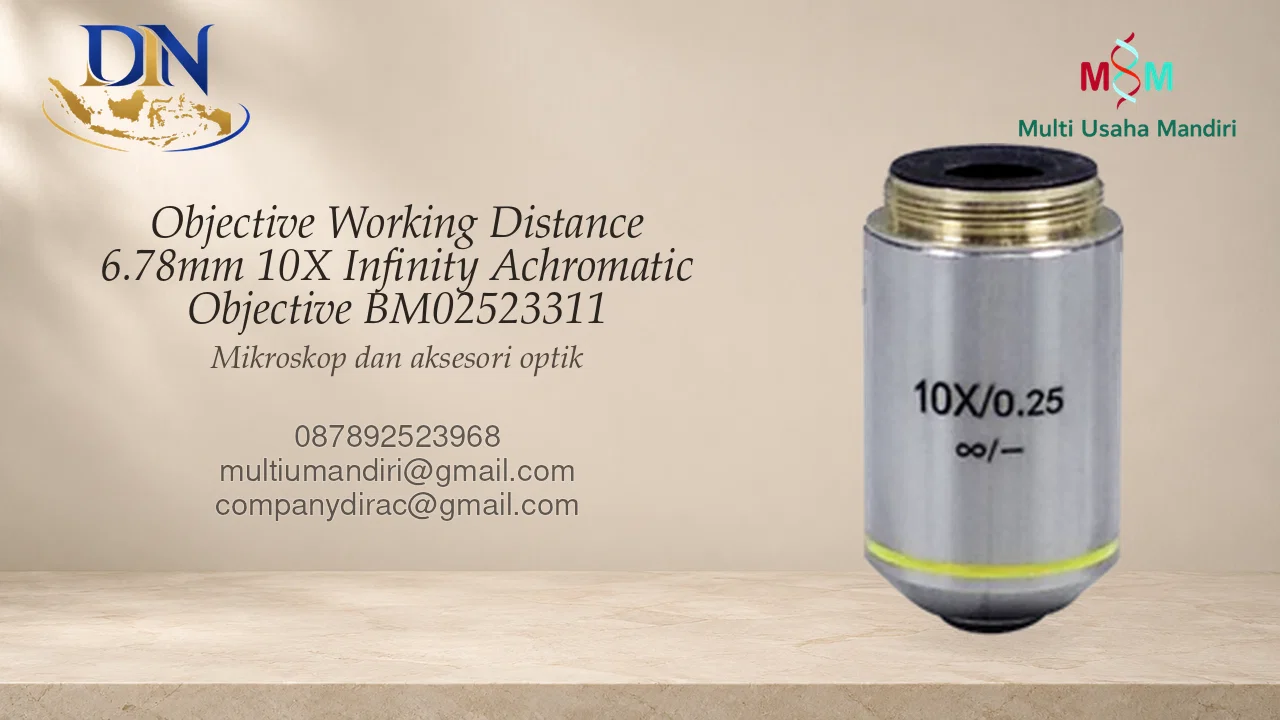 DN
M M
Multi Usaha Mandiri
Objective Working Distance
6.78mm 10X Infinity Achromatic
Objective BM02523311
Mikroskop dan aksesori optik
087892523968
multiumandiri@gmail.com
companydirac@gmail.com
10X/0.25
∞/—